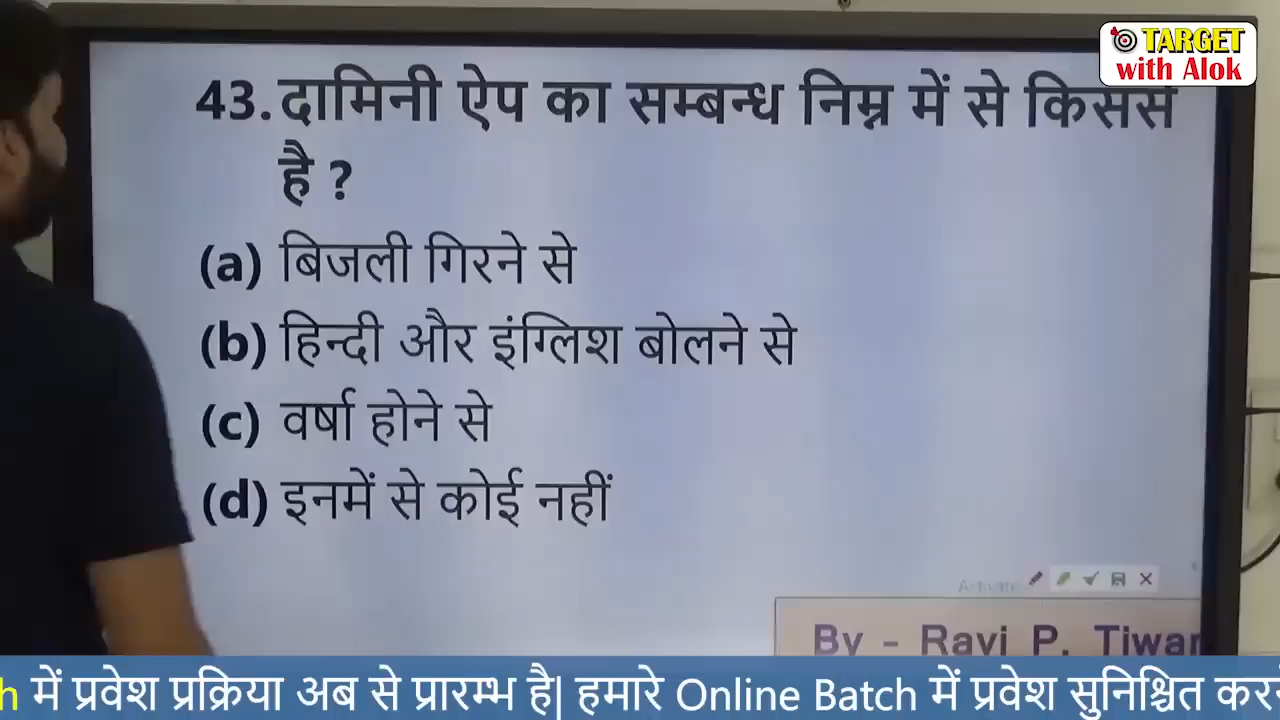 TARGET
with Alok
43. दामिनी ऐप का सम्बन्ध निम्न में से किससे
है ?
(a) बिजली गिरने से
(b) हिन्दी और इंग्लिश बोलने से
(c) वर्षा होने से
(d) इनमें से कोई नहीं
By - Ravi P. Tiwar
h में प्रवेश प्रक्रिया अब से प्रारम्भ है| हमारे Online Batch में प्रवेश सुनिश्चित